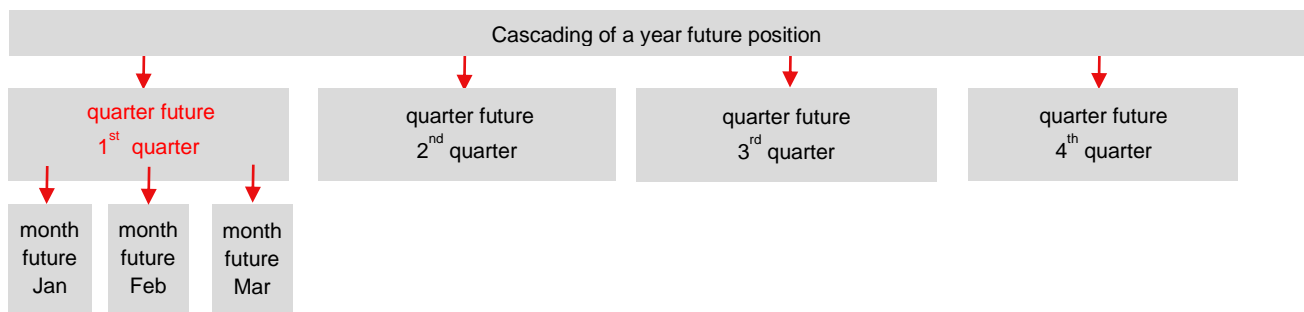 Cascading of a year future position
quarter future
1st quarter
quarter future
2nd quarter
quarter future
3rd quarter
quarter future
4th quarter
month
future
Jan
month
future
Feb
month
future
Mar